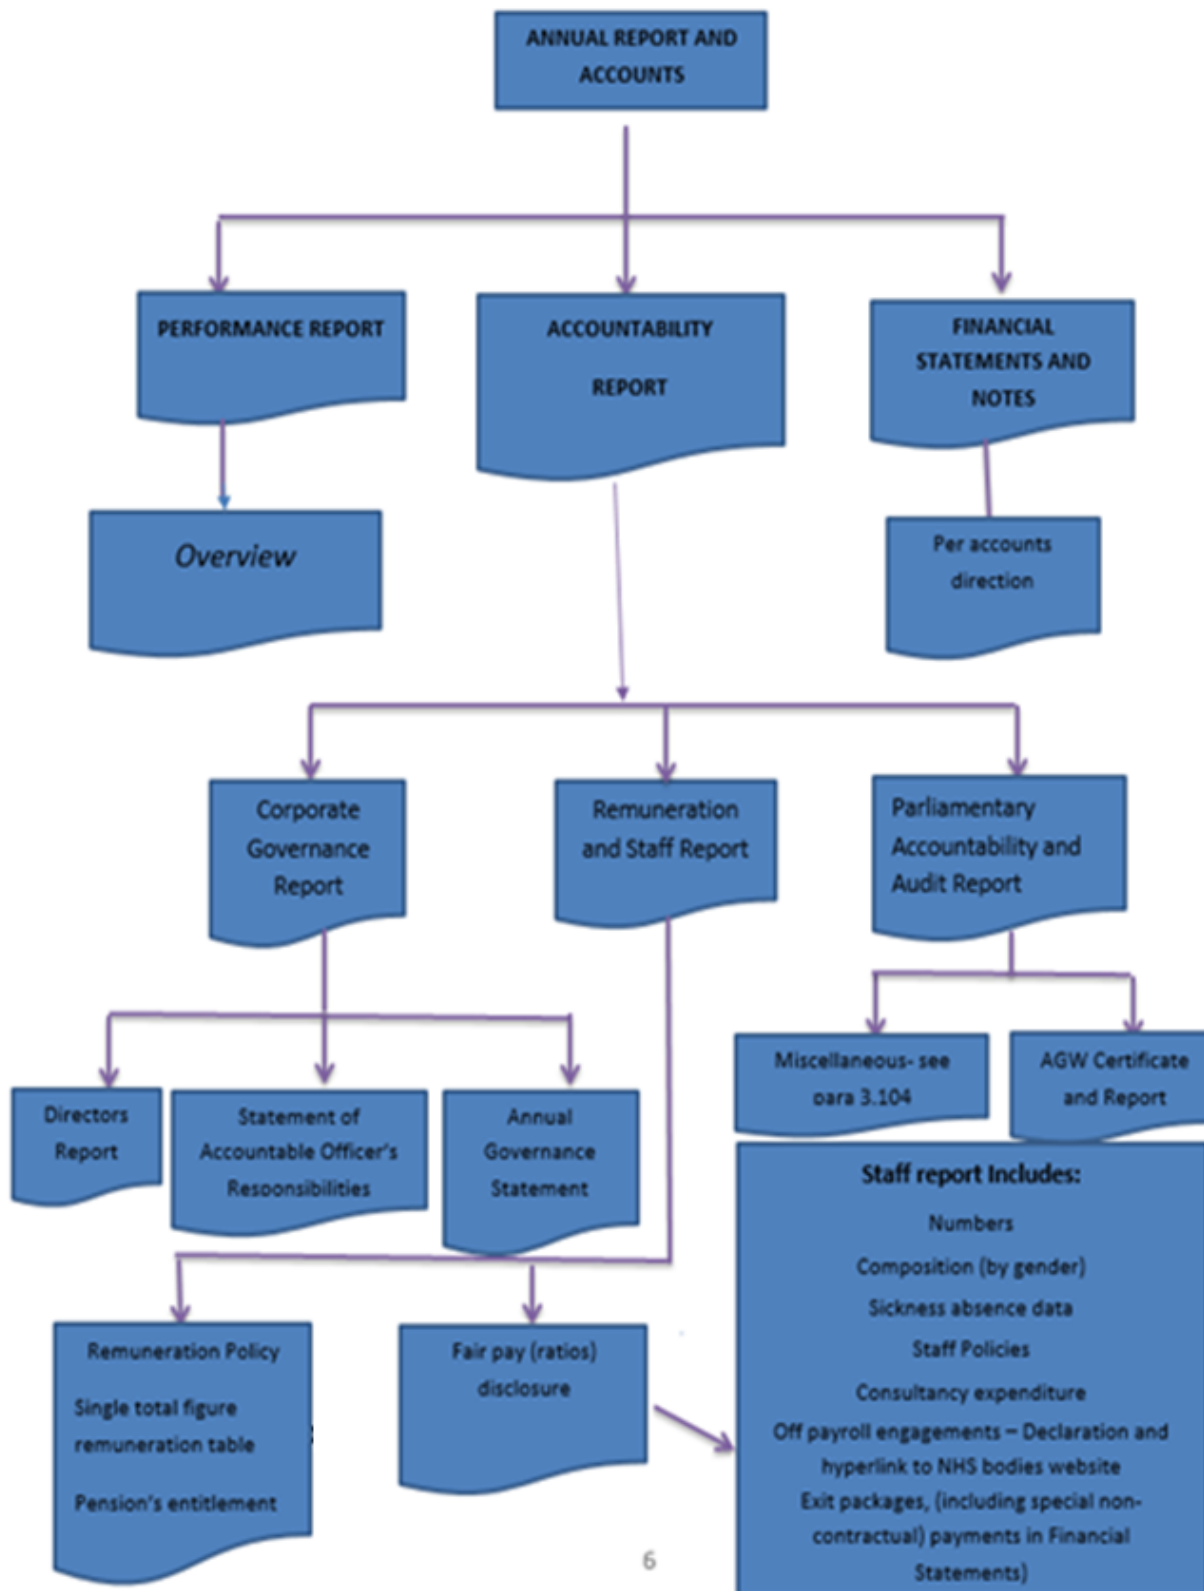 ANNUAL REPORT AND
ACCOUNTS
PERFORMANCE REPORT
ACCOUNTABILITY
REPORT
FINANCIAL
STATEMENTS AND
NOTES
Overview
Per accounts
direction
Corporate
Governance
Report
Remuneration
and Staff Report
Parliamentary
Accountability and
Audit Report
Directors
Report
Statement of
Accountable Officer's
Resoonsibilities
Annual
Governance
Statement
Miscellaneous- see
oara 3.104
AGW Certificate
and Report
Remuneration Policy
Single total figure
remuneration table
Pension's entitlement
Fair pay (ratios)
disclosure
Staff report Includes:
Numbers
Composition (by gender)
Sickness absence data
Staff Policies
Consultancy expenditure
Off payroll engagements – Declaration and
hyperlink to NHS bodies website
Exit packages, (including special non-
contractual) payments in Financial
Statements)
6